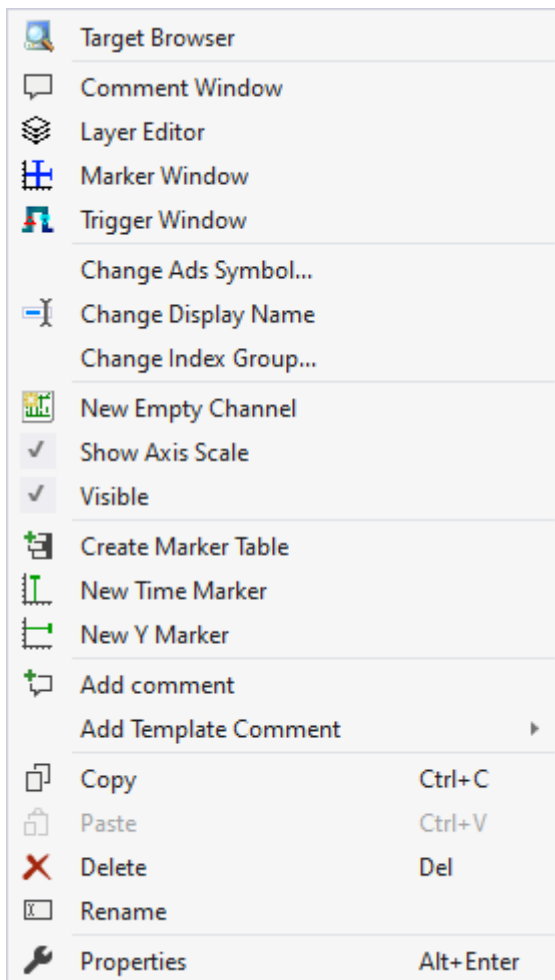 Target Browser
Comment Window
Layer Editor
Marker Window
Trigger Window
Change Ads Symbol...
Change Display Name
Change Index Group...
New Empty Channel
Show Axis Scale
Visible
Create Marker Table
New Time Marker
New Y Marker
Add comment
Add Template Comment
Copy Ctrl+C
Paste Ctrl+V
Delete Del
Rename
Properties Alt+Enter